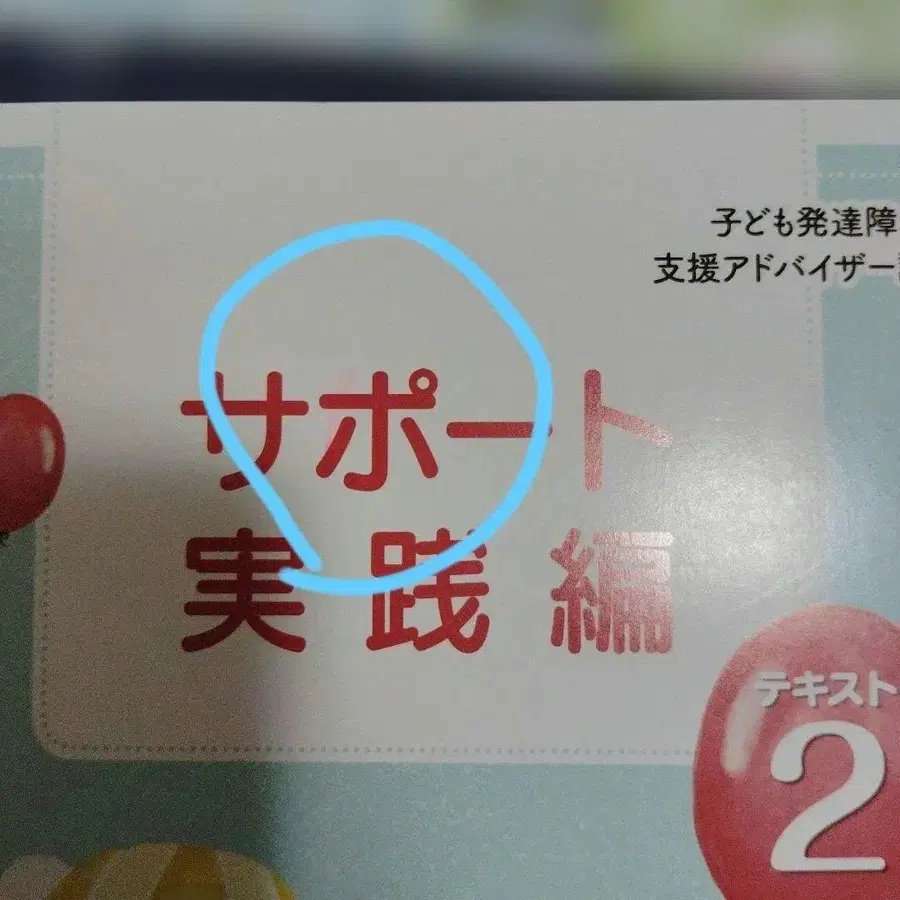 子ども発達障
支援アドバイザー
サポート
実践編
テキスト
2